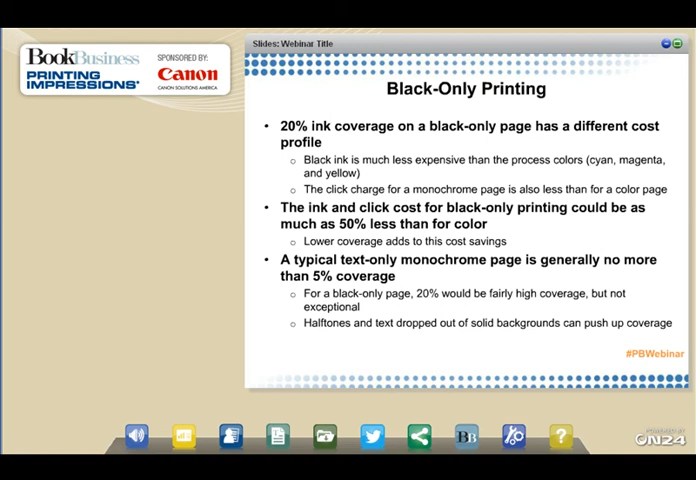 Slides: Webinar Title
BookBusiness
PRINTING
IMPRESSIONS
SPONSORED BY:
Canon
CANON SOLUTIONS AMERICA
Black-Only Printing
• 20% ink coverage on a black-only page has a different cost
profile
o Black ink is much less expensive than the process colors (cyan, magenta,
and yellow)
o The click charge for a monochrome page is also less than for a color page
• The ink and click cost for black-only printing could be as
much as 50% less than for color
o Lower coverage adds to this cost savings
• A typical text-only monochrome page is generally no more
than 5% coverage
o For a black-only page, 20% would be fairly high coverage, but not
exceptional
o Halftones and text dropped out of solid backgrounds can push up coverage
#PBWebinar
BB
?
POWERED BY
ON24